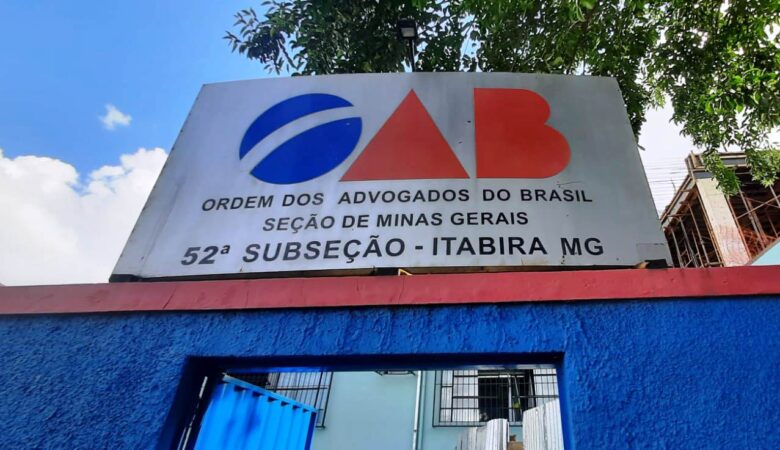 OAB
ORDEM DOS ADVOGADOS DO BRASIL
SEÇÃO DE MINAS GERAIS
52ª SUBSEÇÃO - ITABIRA MG